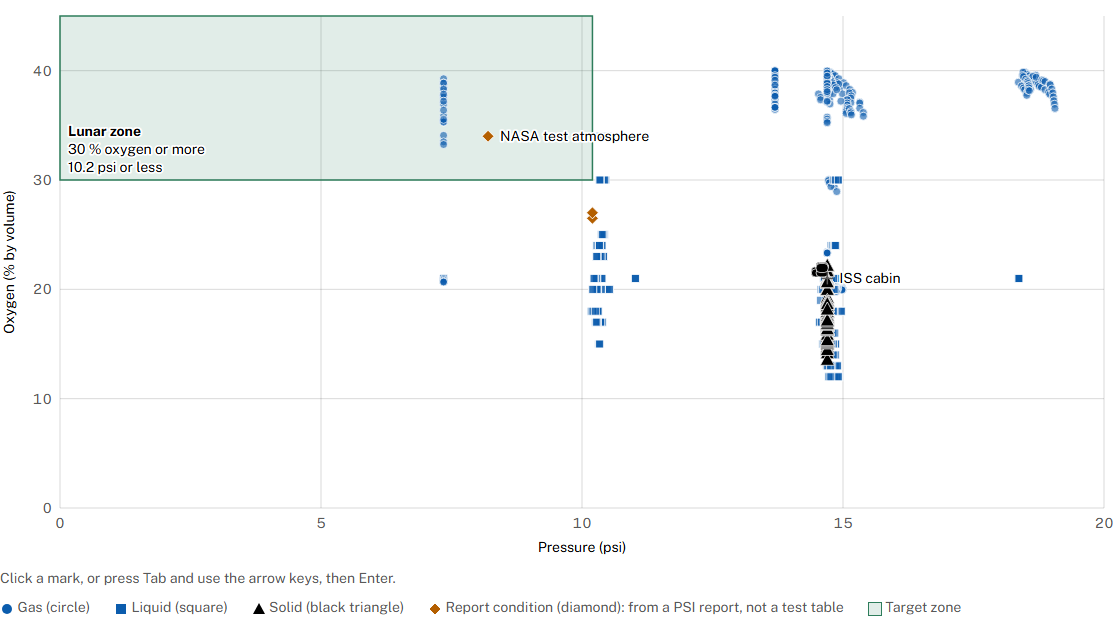 40
30
20
10
0
Oxygen (% by volume)
Lunar zone
30 % oxygen or more
10.2 psi or less
NASA test atmosphere
ISS cabin
0 5 10 15 20
Pressure (psi)
Click a mark, or press Tab and use the arrow keys, then Enter.
Gas (circle) Liquid (square) Solid (black triangle) Report condition (diamond): from a PSI report, not a test table Target zone